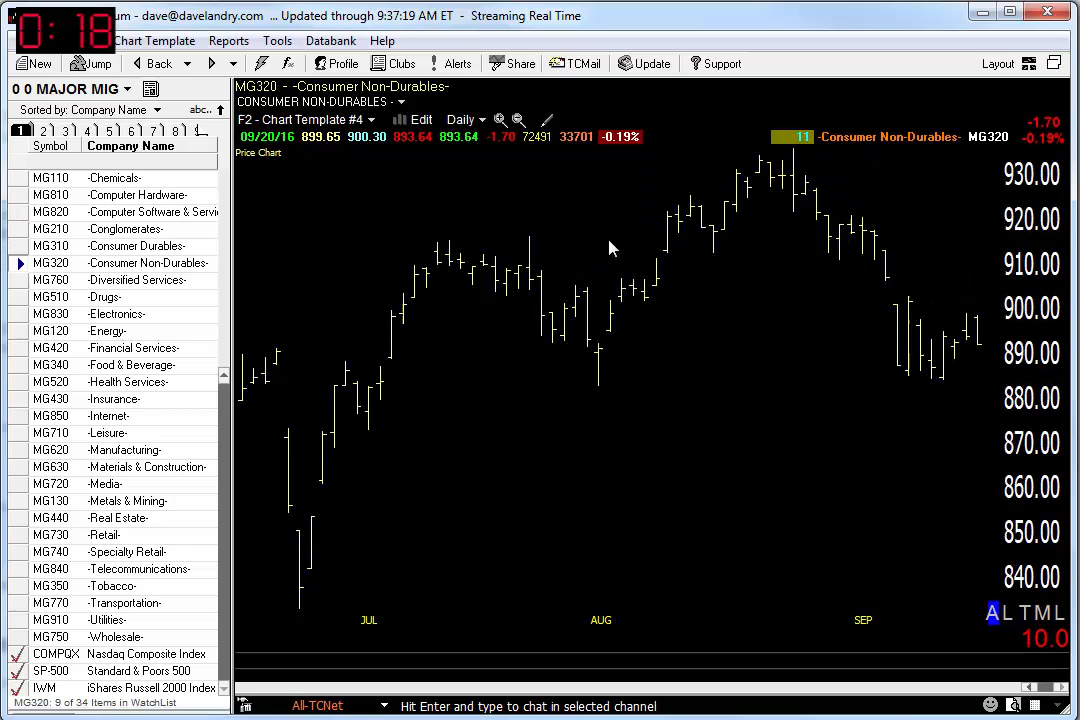 0:18
um - dave@davelandry.com ... Updated through 9:37:19 AM ET - Streaming Real Time
Chart Template Reports Tools Databank Help
New Jump Back Profile Clubs Alerts Share TCMail Update Support Layout
0 0 MAJOR MIG
Sorted by: Company Name abc..
1 2 3 4 5 6 7 8
Symbol Company Name
MG110 -Chemicals-
MG810 -Computer Hardware-
MG820 -Computer Software & Servi
MG210 -Conglomerates-
MG310 -Consumer Durables-
MG320 -Consumer Non-Durables-
MG760 -Diversified Services-
MG510 -Drugs-
MG830 -Electronics-
MG120 -Energy-
MG420 -Financial Services-
MG340 -Food & Beverage-
MG520 -Health Services-
MG430 -Insurance-
MG850 -Internet-
MG710 -Leisure-
MG620 -Manufacturing-
MG630 -Materials & Construction-
MG720 -Media-
MG130 -Metals & Mining-
MG440 -Real Estate-
MG730 -Retail-
MG740 -Specialty Retail-
MG840 -Telecommunications-
MG350 -Tobacco-
MG770 -Transportation-
MG910 -Utilities-
MG750 -Wholesale-
COMPQX Nasdaq Composite Index
SP-500 Standard & Poors 500
IWM iShares Russell 2000 Index
MG320: 9 of 34 Items in WatchList
MG320 - -Consumer Non-Durables-
CONSUMER NON-DURABLES -
F2 - Chart Template #4 Edit Daily
09/20/16 899.65 900.30 893.64 893.64 -1.70 72491 33701 -0.19%
11 -Consumer Non-Durables- MG320
-1.70
-0.19%
Price Chart
930.00
920.00
910.00
900.00
890.00
880.00
870.00
860.00
850.00
840.00
JUL AUG SEP
A L T M L
10.0
All-TCNet Hit Enter and type to chat in selected channel